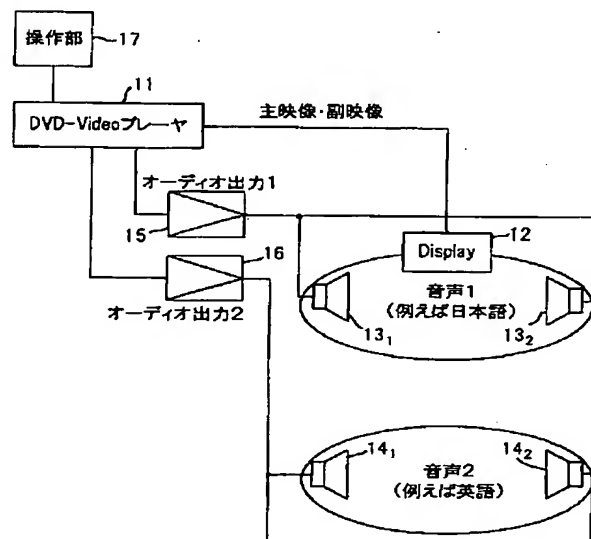 操作部
17
11
DVD-Videoプレーヤ
主映像・副映像
オーディオ出力1
15
12
Display
16
オーディオ出力2
音声1
(例えば日本語)
13₁
13₂
14₁
音声2
(例えば英語)
14₂